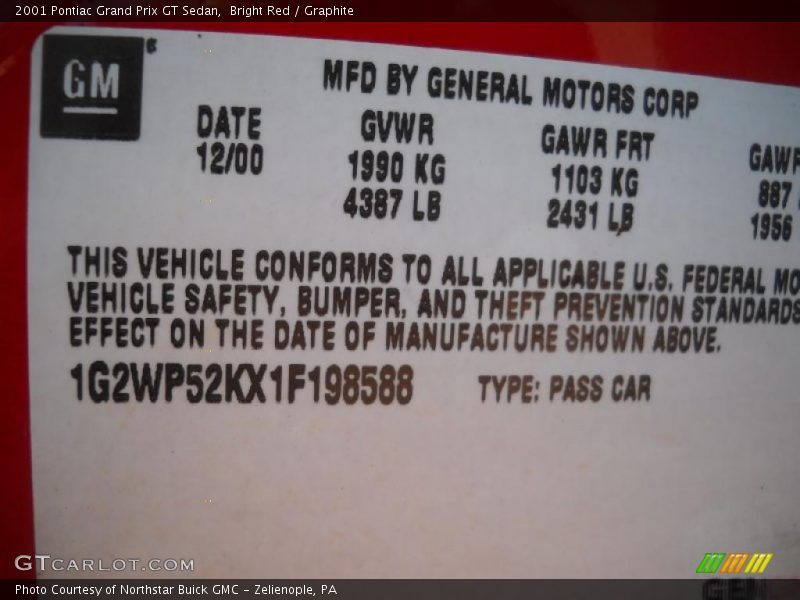 2001 Pontiac Grand Prix GT Sedan,  Bright Red / Graphite
GM
MFD BY GENERAL MOTORS CORP
DATE GVWR GAWR FRT GAWR
12/00 1990 KG 1103 KG 887
4387 LB 2431 LB 1956
THIS VEHICLE CONFORMS TO ALL APPLICABLE U.S. FEDERAL MO
VEHICLE SAFETY, BUMPER, AND THEFT PREVENTION STANDARDS
EFFECT ON THE DATE OF MANUFACTURE SHOWN ABOVE.
1G2WP52KX1F198588 TYPE: PASS CAR
GTCARLOT.COM
Photo Courtesy of Northstar Buick GMC - Zelienople, PA